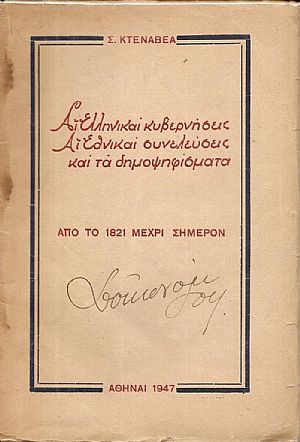 Σ. ΚΤΕΝΑΒΕΑ
Αἱ Ἑλληνικαὶ κυβερνήσεις
Αἱ Ἐθνικαὶ συνελεύσεις
καὶ τὰ δημοψηφίσματα
ΑΠΟ ΤΟ 1821 ΜΕΧΡΙ ΣΗΜΕΡΟΝ
ΑΘΗΝΑΙ 1947